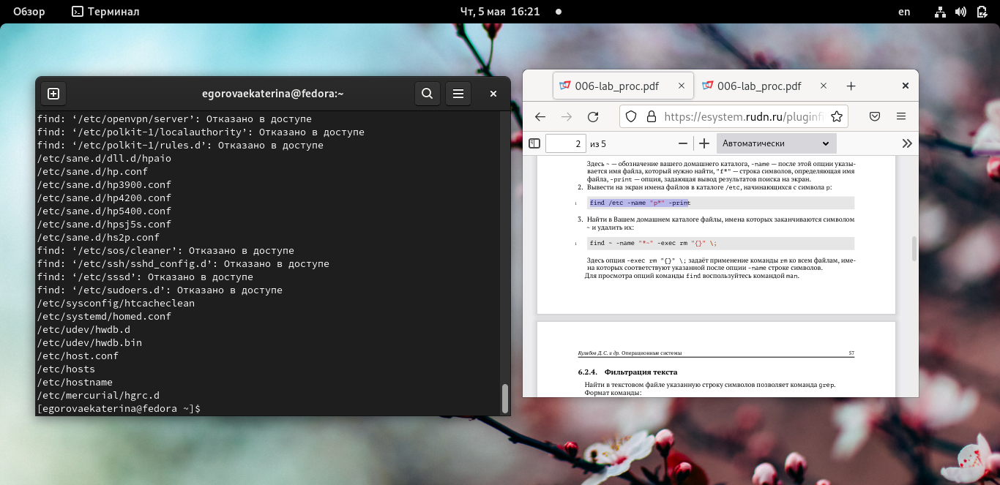 Обзор
Терминал
Чт, 5 мая 16:21
en
egorovaekaterina@fedora:~
find: ‘/etc/openvpn/server’: Отказано в доступе
find: ‘/etc/polkit-1/localauthority’: Отказано в доступе
find: ‘/etc/polkit-1/rules.d’: Отказано в доступе
/etc/sane.d/dll.d/hpaio
/etc/sane.d/hp.conf
/etc/sane.d/hp3900.conf
/etc/sane.d/hp4200.conf
/etc/sane.d/hp5400.conf
/etc/sane.d/hpsj5s.conf
/etc/sane.d/hs2p.conf
find: ‘/etc/sos/cleaner’: Отказано в доступе
find: ‘/etc/ssh/sshd_config.d’: Отказано в доступе
find: ‘/etc/sssd’: Отказано в доступе
find: ‘/etc/sudoers.d’: Отказано в доступе
/etc/sysconfig/htcacheclean
/etc/systemd/homed.conf
/etc/udev/hwdb.d
/etc/udev/hwdb.bin
/etc/host.conf
/etc/hosts
/etc/hostname
/etc/mercurial/hgrc.d
[egorovaekaterina@fedora ~]$
006-lab_proc.pdf
006-lab_proc.pdf
https://esystem.rudn.ru/pluginfi
2 из 5
Автоматически
Здесь ~ — обозначение вашего домашнего каталога, -name — после этой опции указы-
вается имя файла, который нужно найти, "f*" — строка символов, определяющая имя
файла, -print — опция, задающая вывод результатов поиска на экран.
2. Вывести на экран имена файлов в каталоге /etc, начинающихся с символа p:
1 find /etc -name "p*" -print
3. Найти в Вашем домашнем каталоге файлы, имена которых заканчиваются символом
~ и удалить их:
1 find ~ -name "*~" -exec rm "{}" \;
Здесь опция -exec rm "{}" \; задаёт применение команды rm ко всем файлам, име-
на которых соответствуют указанной после опции -name строке символов.
Для просмотра опций команды find воспользуйтесь командой man.
Кулябов Д. С. и др. Операционные системы 57
6.2.4. Фильтрация текста
Найти в текстовом файле указанную строку символов позволяет команда grep.
Формат команды: